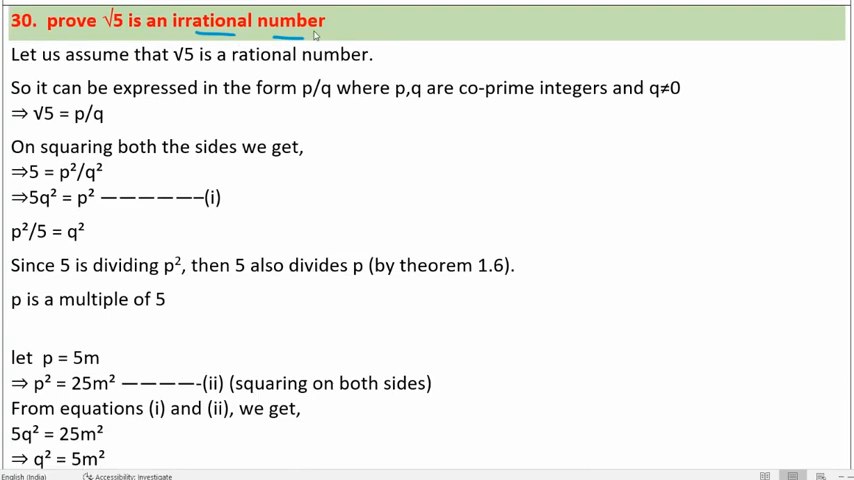 30. prove √5 is an irrational number
Let us assume that √5 is a rational number.
So it can be expressed in the form p/q where p,q are co-prime integers and q≠0
⇒ √5 = p/q
On squaring both the sides we get,
⇒5 = p²/q²
⇒5q² = p² —————–(i)
p²/5 = q²
Since 5 is dividing p², then 5 also divides p (by theorem 1.6).
p is a multiple of 5
let p = 5m
⇒ p² = 25m² ————-(ii) (squaring on both sides)
From equations (i) and (ii), we get,
5q² = 25m²
⇒ q² = 5m²
English (India) Accessibility: Investigate